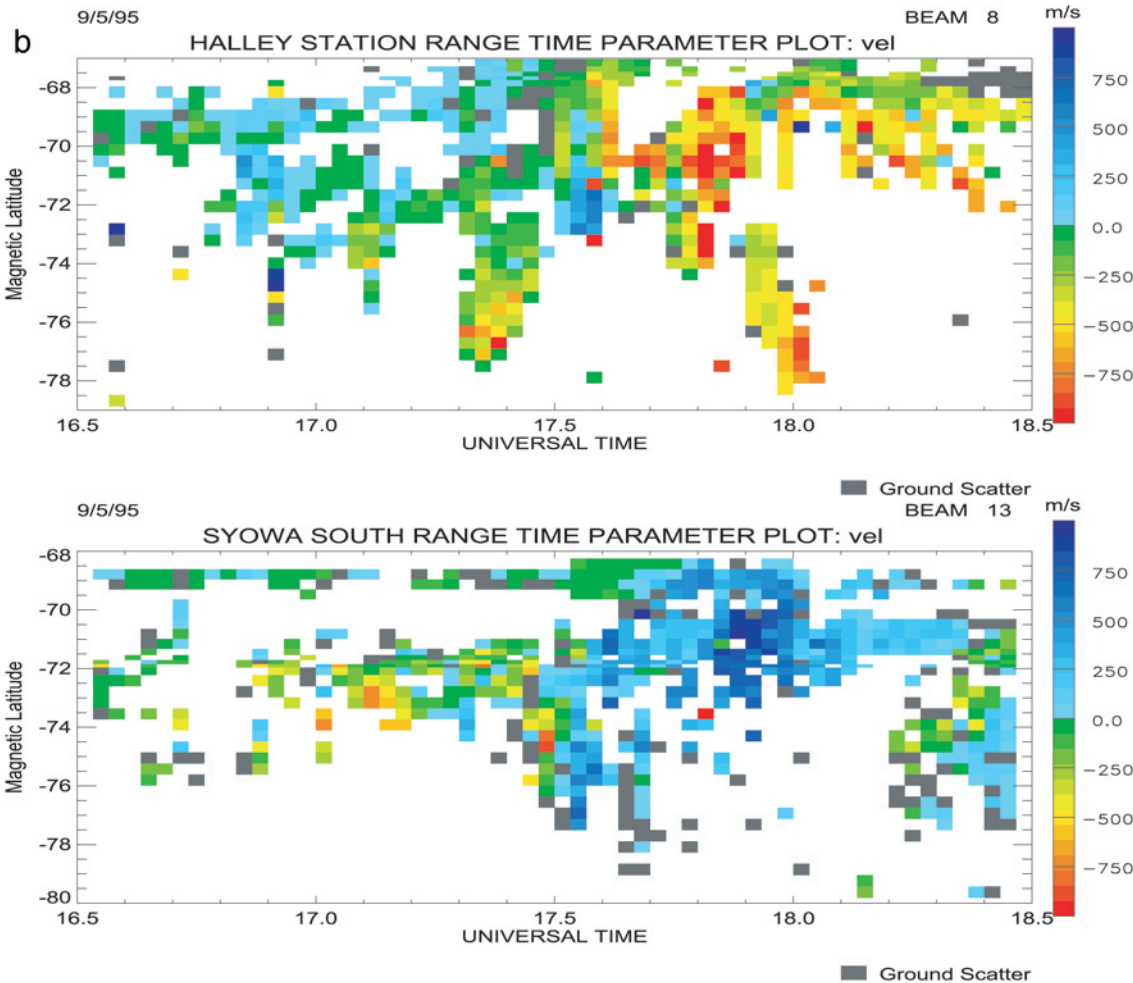 9/5/95 BEAM 8 m/s
b
HALLEY STATION RANGE TIME PARAMETER PLOT: vel
Magnetic Latitude
-68
-70
-72
-74
-76
-78
16.5 17.0 17.5 18.0 18.5
UNIVERSAL TIME
750
500
250
0.0
-250
-500
-750
Ground Scatter
9/5/95 BEAM 13 m/s
SYOWA SOUTH RANGE TIME PARAMETER PLOT: vel
Magnetic Latitude
-68
-70
-72
-74
-76
-78
-80
16.5 17.0 17.5 18.0 18.5
UNIVERSAL TIME
750
500
250
0.0
-250
-500
-750
Ground Scatter